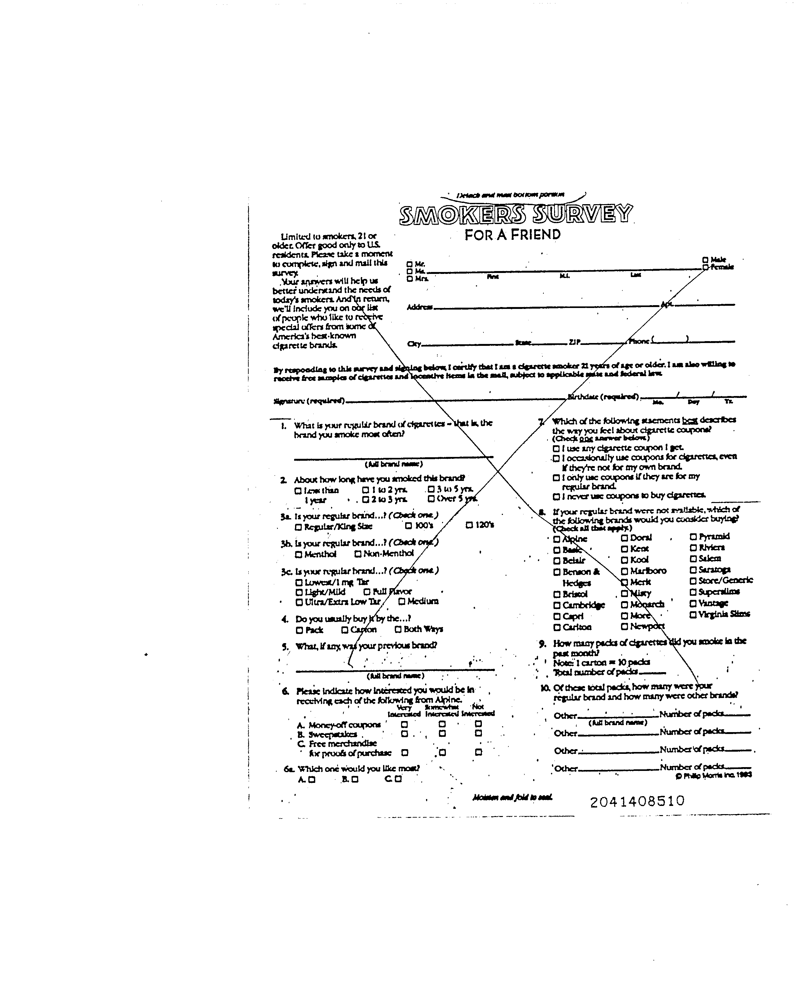 Detach and mail bottom portion
SMOKERS SURVEY
FOR A FRIEND
Limited to smokers, 21 or
older. Offer good only to U.S.
residents. Please take a moment
to complete, sign and mail this
survey.
Your answers will help us
better understand the needs of
today's smokers. And in return,
we'll include you on our list
of people who like to receive
special offers from some of
America's best-known
cigarette brands.
☐ Mr.
☐ Ms.
☐ Mrs.
First M.I. Last
☐ Male
☐ Female
Address Apt.
City State ZIP Phone ( )
By responding to this survey and signing below, I certify that I am a cigarette smoker 21 years of age or older. I am also willing to
receive free samples of cigarettes and incentive items in the mail, subject to applicable state and federal law.
Signature (required) Birthdate (required) / /
Mo. Day Yr.
1. What is your regular brand of cigarettes – that is, the
brand you smoke most often?
(full brand name)
2. About how long have you smoked this brand?
☐ Less than ☐ 1 to 2 yrs. ☐ 3 to 5 yrs.
1 year ☐ 2 to 3 yrs. ☐ Over 5 yrs.
3a. Is your regular brand...? (Check one.)
☐ Regular/King Size ☐ 100's ☐ 120's
3b. Is your regular brand...? (Check one.)
☐ Menthol ☐ Non-Menthol
3c. Is your regular brand...? (Check one.)
☐ Lowest/1 mg Tar
☐ Light/Mild ☐ Full Flavor
☐ Ultra/Extra Low Tar ☐ Medium
4. Do you usually buy it by the...?
☐ Pack ☐ Carton ☐ Both Ways
5. What, if any, was your previous brand?
(full brand name)
6. Please indicate how interested you would be in
receiving each of the following from Alpine.
Very Somewhat Not
Interested Interested Interested
A. Money-off coupons ☐ ☐ ☐
B. Sweepstakes ☐ ☐ ☐
C. Free merchandise
for proofs of purchase ☐ ☐ ☐
6a. Which one would you like most?
A. ☐ B. ☐ C ☐
7. Which of the following statements best describes
the way you feel about cigarette coupons?
(Check one answer below.)
☐ I use any cigarette coupon I get.
☐ I occasionally use coupons for cigarettes, even
if they're not for my own brand.
☐ I only use coupons if they are for my
regular brand.
☐ I never use coupons to buy cigarettes.
8. If your regular brand were not available, which of
the following brands would you consider buying?
(Check all that apply.)
☐ Alpine ☐ Doral ☐ Pyramid
☐ Basic ☐ Kent ☐ Riviera
☐ Belair ☐ Kool ☐ Salem
☐ Benson & ☐ Marlboro ☐ Saratoga
Hedges ☐ Merit ☐ Store/Generic
☐ Bristol ☐ Misty ☐ Superslims
☐ Cambridge ☐ Monarch ☐ Vantage
☐ Capri ☐ More ☐ Virginia Slims
☐ Carlton ☐ Newport
9. How many packs of cigarettes did you smoke in the
past month?
Note: 1 carton = 10 packs
Total number of packs
10. Of these total packs, how many were your
regular brand and how many were other brands?
Other Number of packs
(full brand name)
Other Number of packs
Other Number of packs
Other Number of packs
© Philip Morris Inc. 1993
Moisten and fold to seal.
2041408510